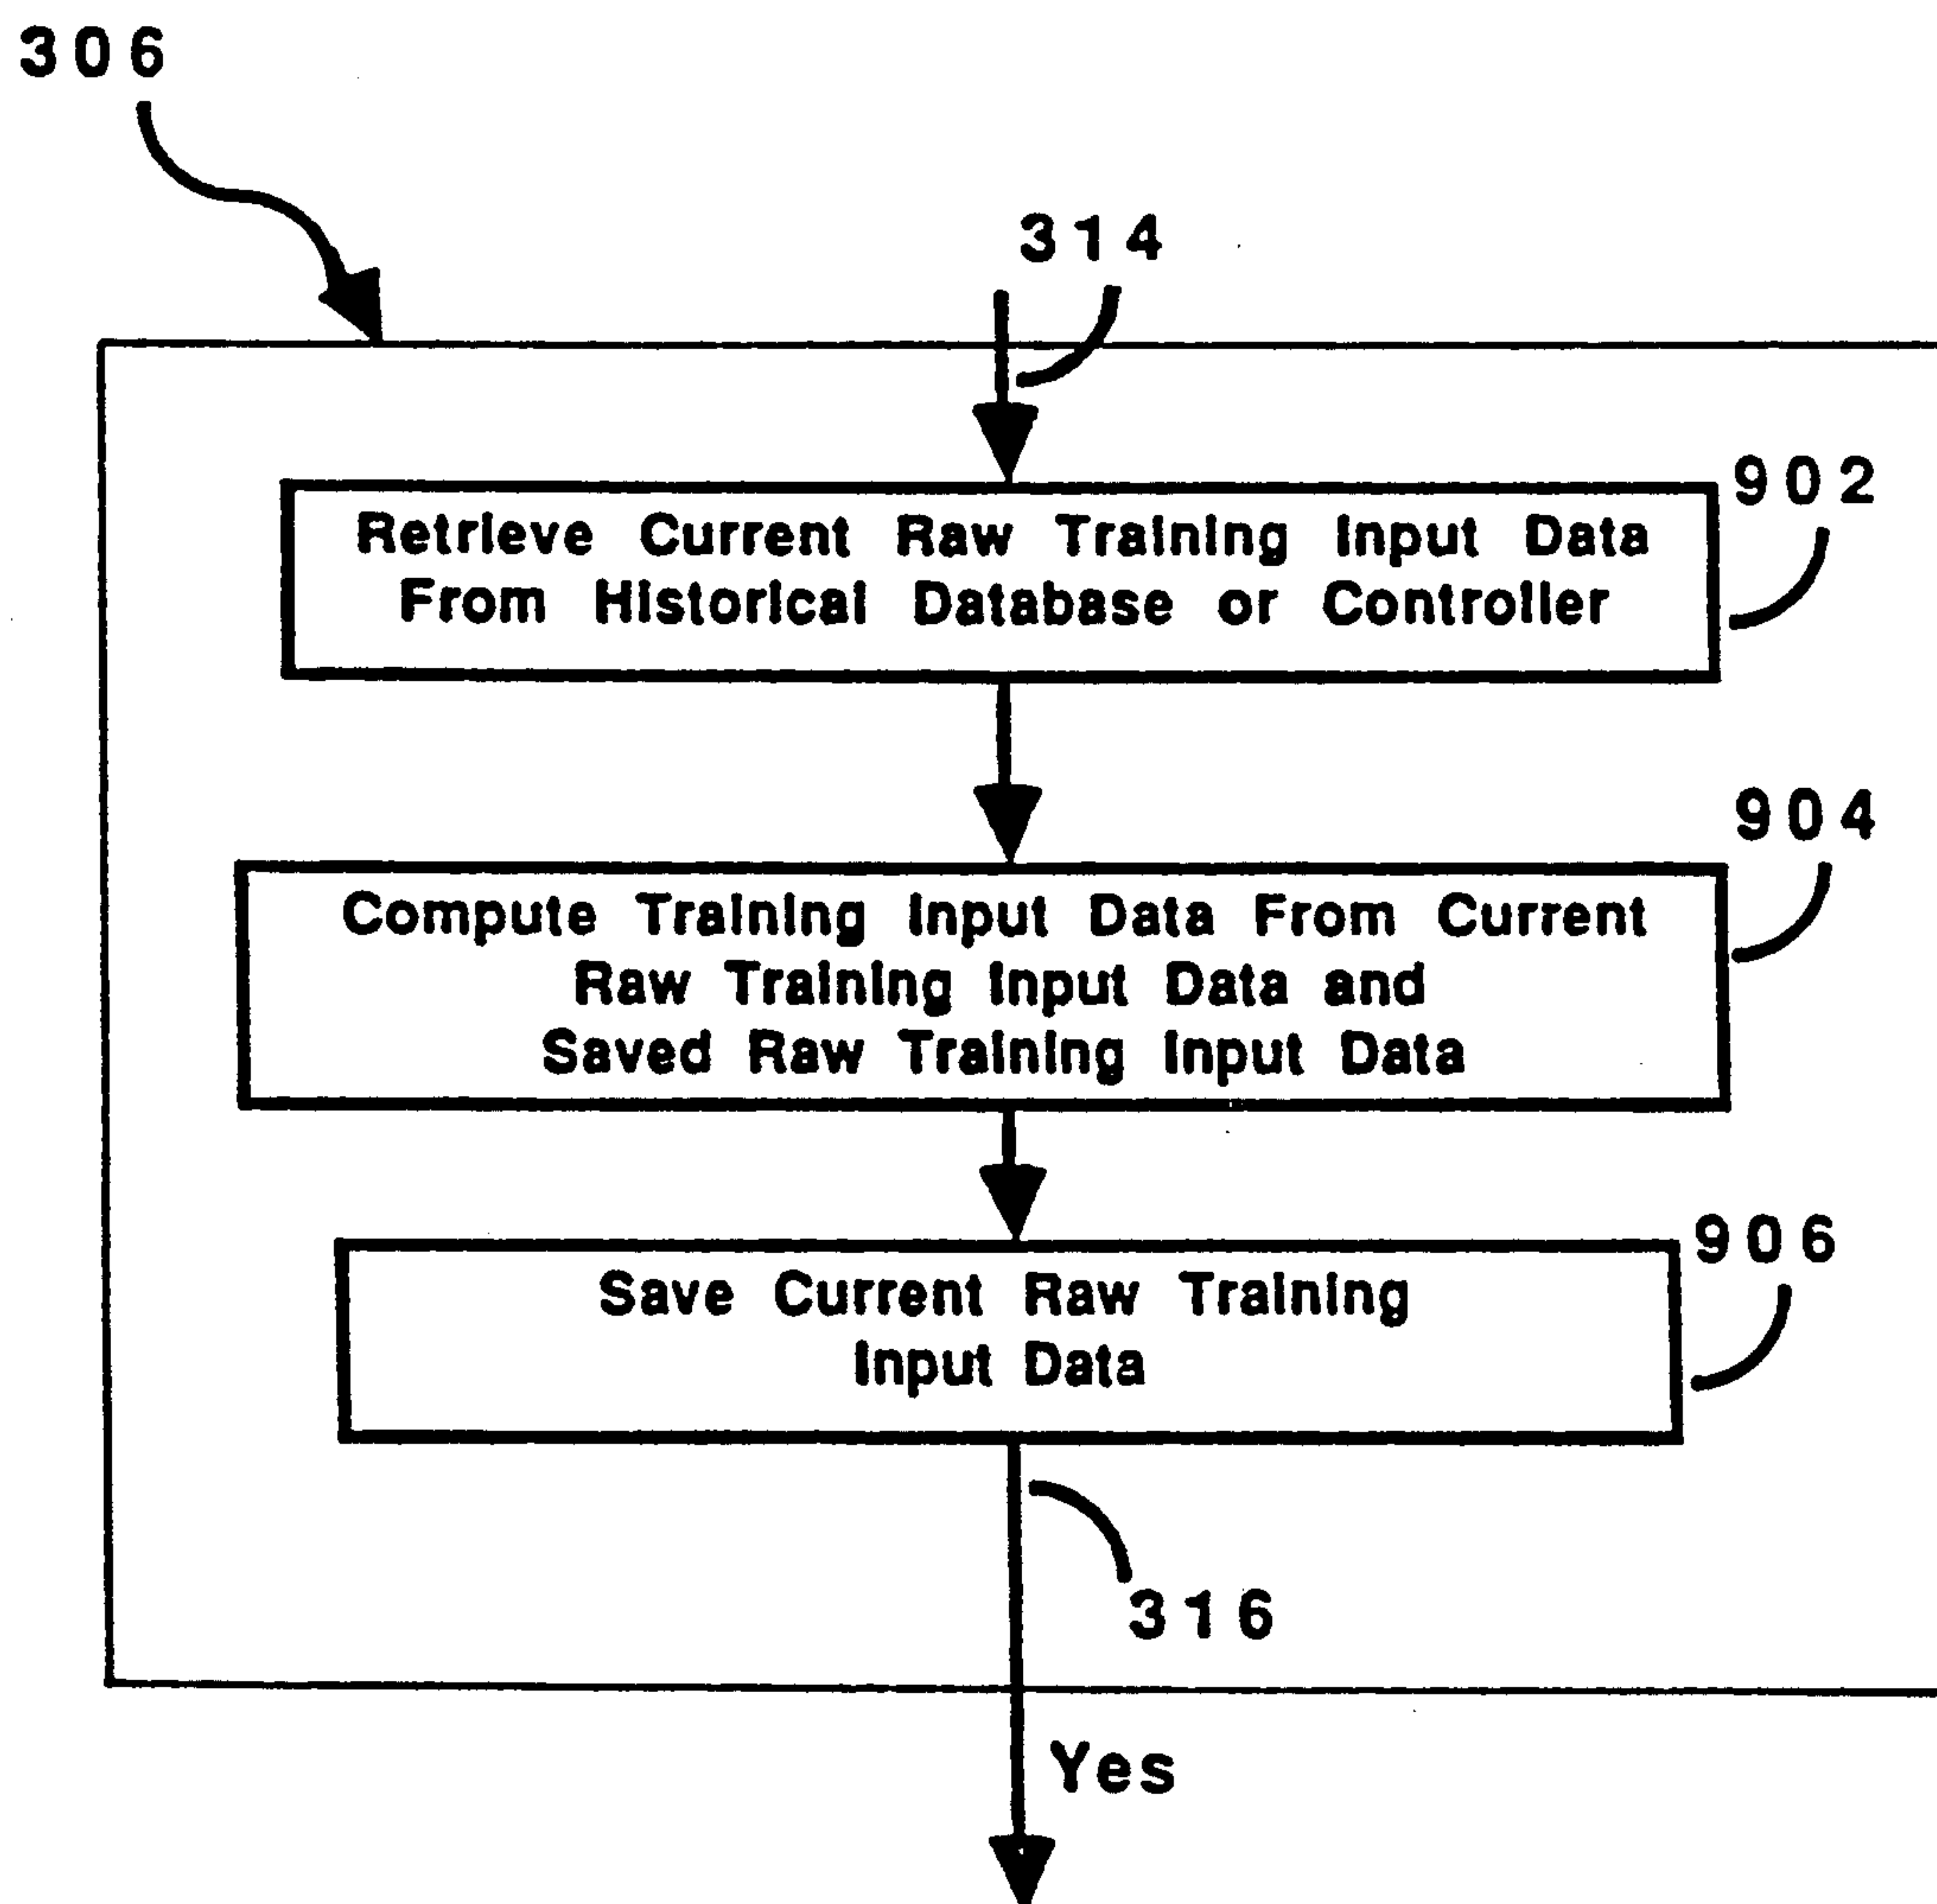 306
314
902
Retrieve Current Raw Training Input Data
From Historical Database or Controller
904
Compute Training Input Data From Current
Raw Training Input Data and
Saved Raw Training Input Data
906
Save Current Raw Training
Input Data
316
Yes